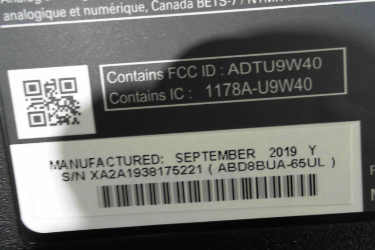 analogique et numérique, Canada BETS-7 / NTMR
Contains FCC ID : ADTU9W40
Contains IC : 1178A-U9W40
MANUFACTURED: SEPTEMBER 2019 Y
S/N XA2A1938175221 ( ABD8BUA-65UL )